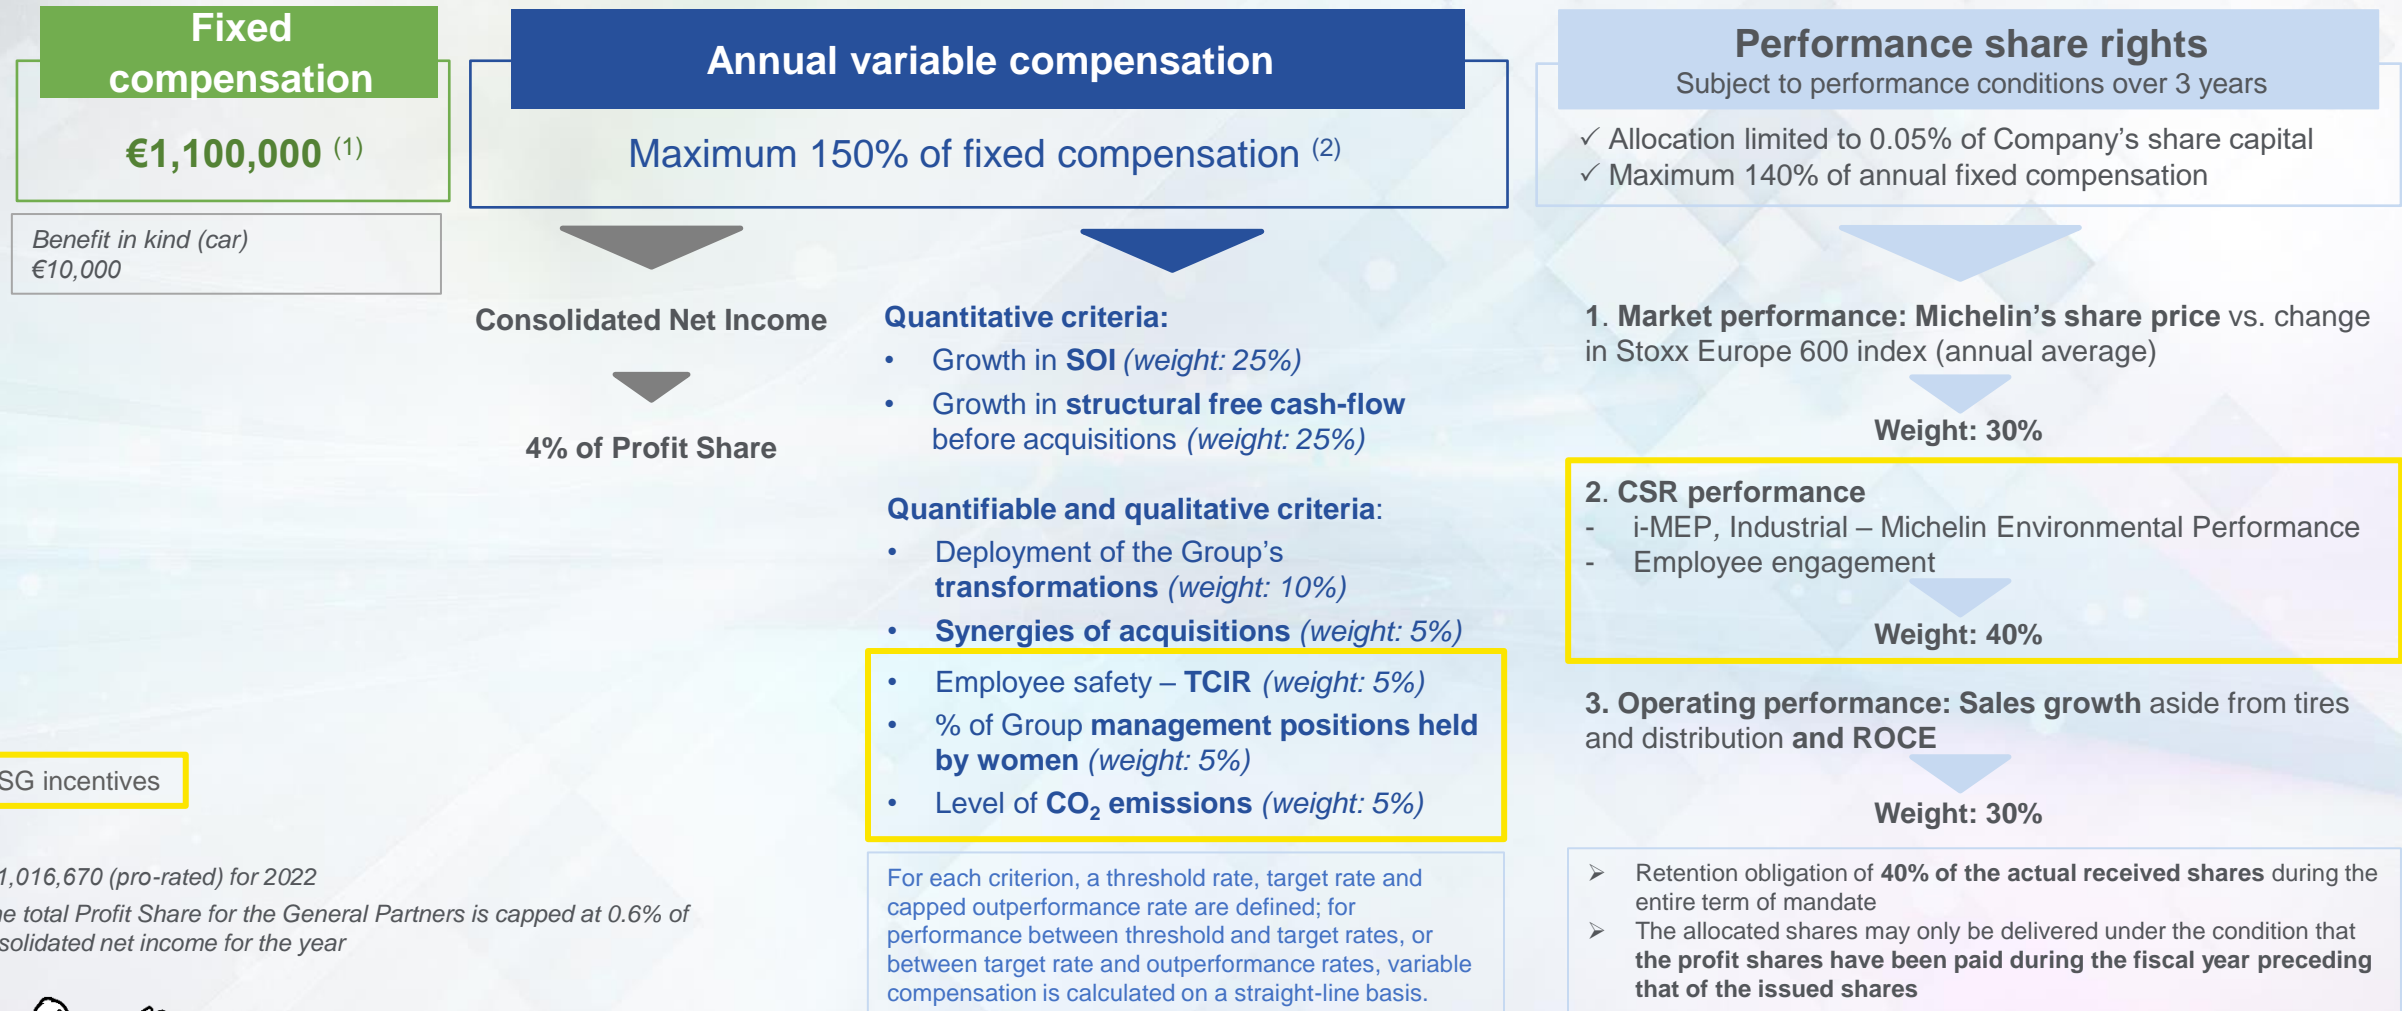 Fixed
compensation
€1,100,000 (1)
Benefit in kind (car)
€10,000
Annual variable compensation
Maximum 150% of fixed compensation (2)
Consolidated Net Income
4% of Profit Share
Quantitative criteria:
• Growth in SOI (weight: 25%)
• Growth in structural free cash-flow
before acquisitions (weight: 25%)
Quantifiable and qualitative criteria:
• Deployment of the Group’s
transformations (weight: 10%)
• Synergies of acquisitions (weight: 5%)
• Employee safety – TCIR (weight: 5%)
• % of Group management positions held
by women (weight: 5%)
• Level of CO₂ emissions (weight: 5%)
For each criterion, a threshold rate, target rate and
capped outperformance rate are defined; for
performance between threshold and target rates, or
between target rate and outperformance rates, variable
compensation is calculated on a straight-line basis.
Performance share rights
Subject to performance conditions over 3 years
✓ Allocation limited to 0.05% of Company’s share capital
✓ Maximum 140% of annual fixed compensation
1. Market performance: Michelin’s share price vs. change
in Stoxx Europe 600 index (annual average)
Weight: 30%
2. CSR performance
- i-MEP, Industrial – Michelin Environmental Performance
- Employee engagement
Weight: 40%
3. Operating performance: Sales growth aside from tires
and distribution and ROCE
Weight: 30%
➢ Retention obligation of 40% of the actual received shares during the
entire term of mandate
➢ The allocated shares may only be delivered under the condition that
the profit shares have been paid during the fiscal year preceding
that of the issued shares
SG incentives
1,016,670 (pro-rated) for 2022
ne total Profit Share for the General Partners is capped at 0.6% of
solidated net income for the year